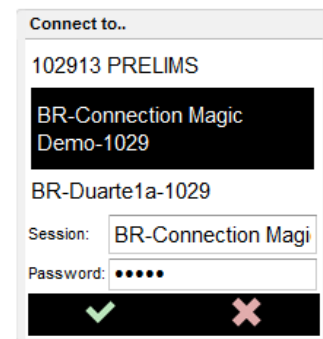 Connect to..
102913 PRELIMS
BR-Connection Magic
Demo-1029
BR-Duarte1a-1029
Session: BR-Connection Magi
Password: •••••